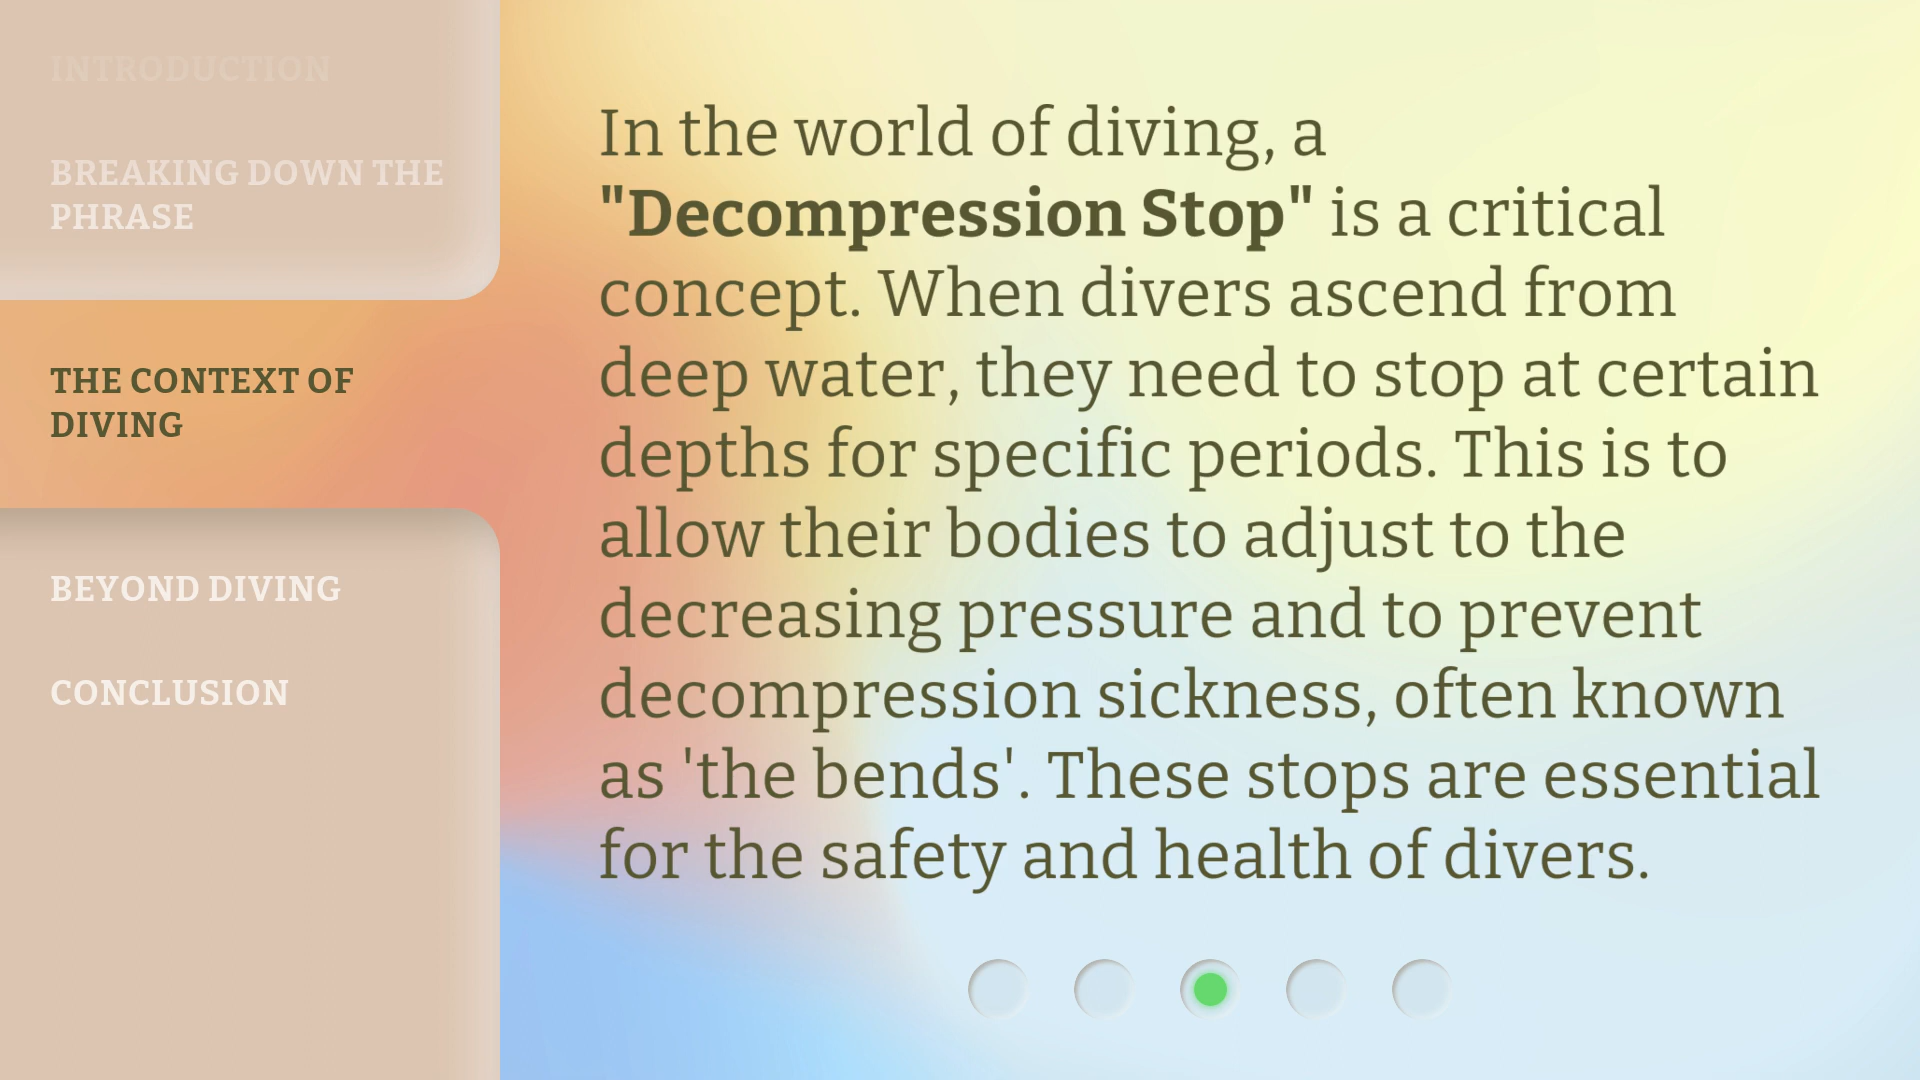 INTRODUCTION
BREAKING DOWN THE
PHRASE
THE CONTEXT OF
DIVING
BEYOND DIVING
CONCLUSION
In the world of diving, a
"Decompression Stop" is a critical
concept. When divers ascend from
deep water, they need to stop at certain
depths for specific periods. This is to
allow their bodies to adjust to the
decreasing pressure and to prevent
decompression sickness, often known
as 'the bends'. These stops are essential
for the safety and health of divers.